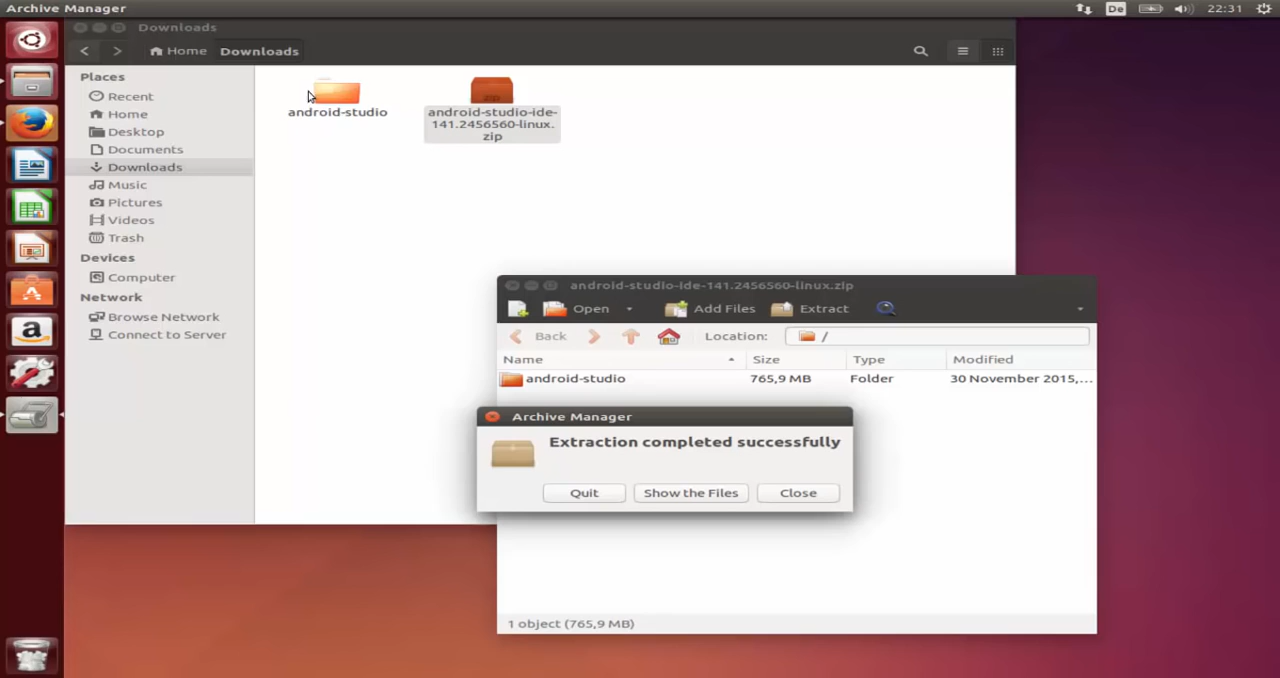 Archive Manager
De
22:31
Downloads
Home
Downloads
Places
Recent
Home
Desktop
Documents
Downloads
Music
Pictures
Videos
Trash
Devices
Computer
Network
Browse Network
Connect to Server
android-studio
android-studio-ide-
141.2456560-linux.
zip
android-studio-ide-141.2456560-linux.zip
Open
Add Files
Extract
Back
Location:
/
Name
Size
Type
Modified
android-studio
765,9 MB
Folder
30 November 2015,...
Archive Manager
Extraction completed successfully
Quit
Show the Files
Close
1 object (765,9 MB)